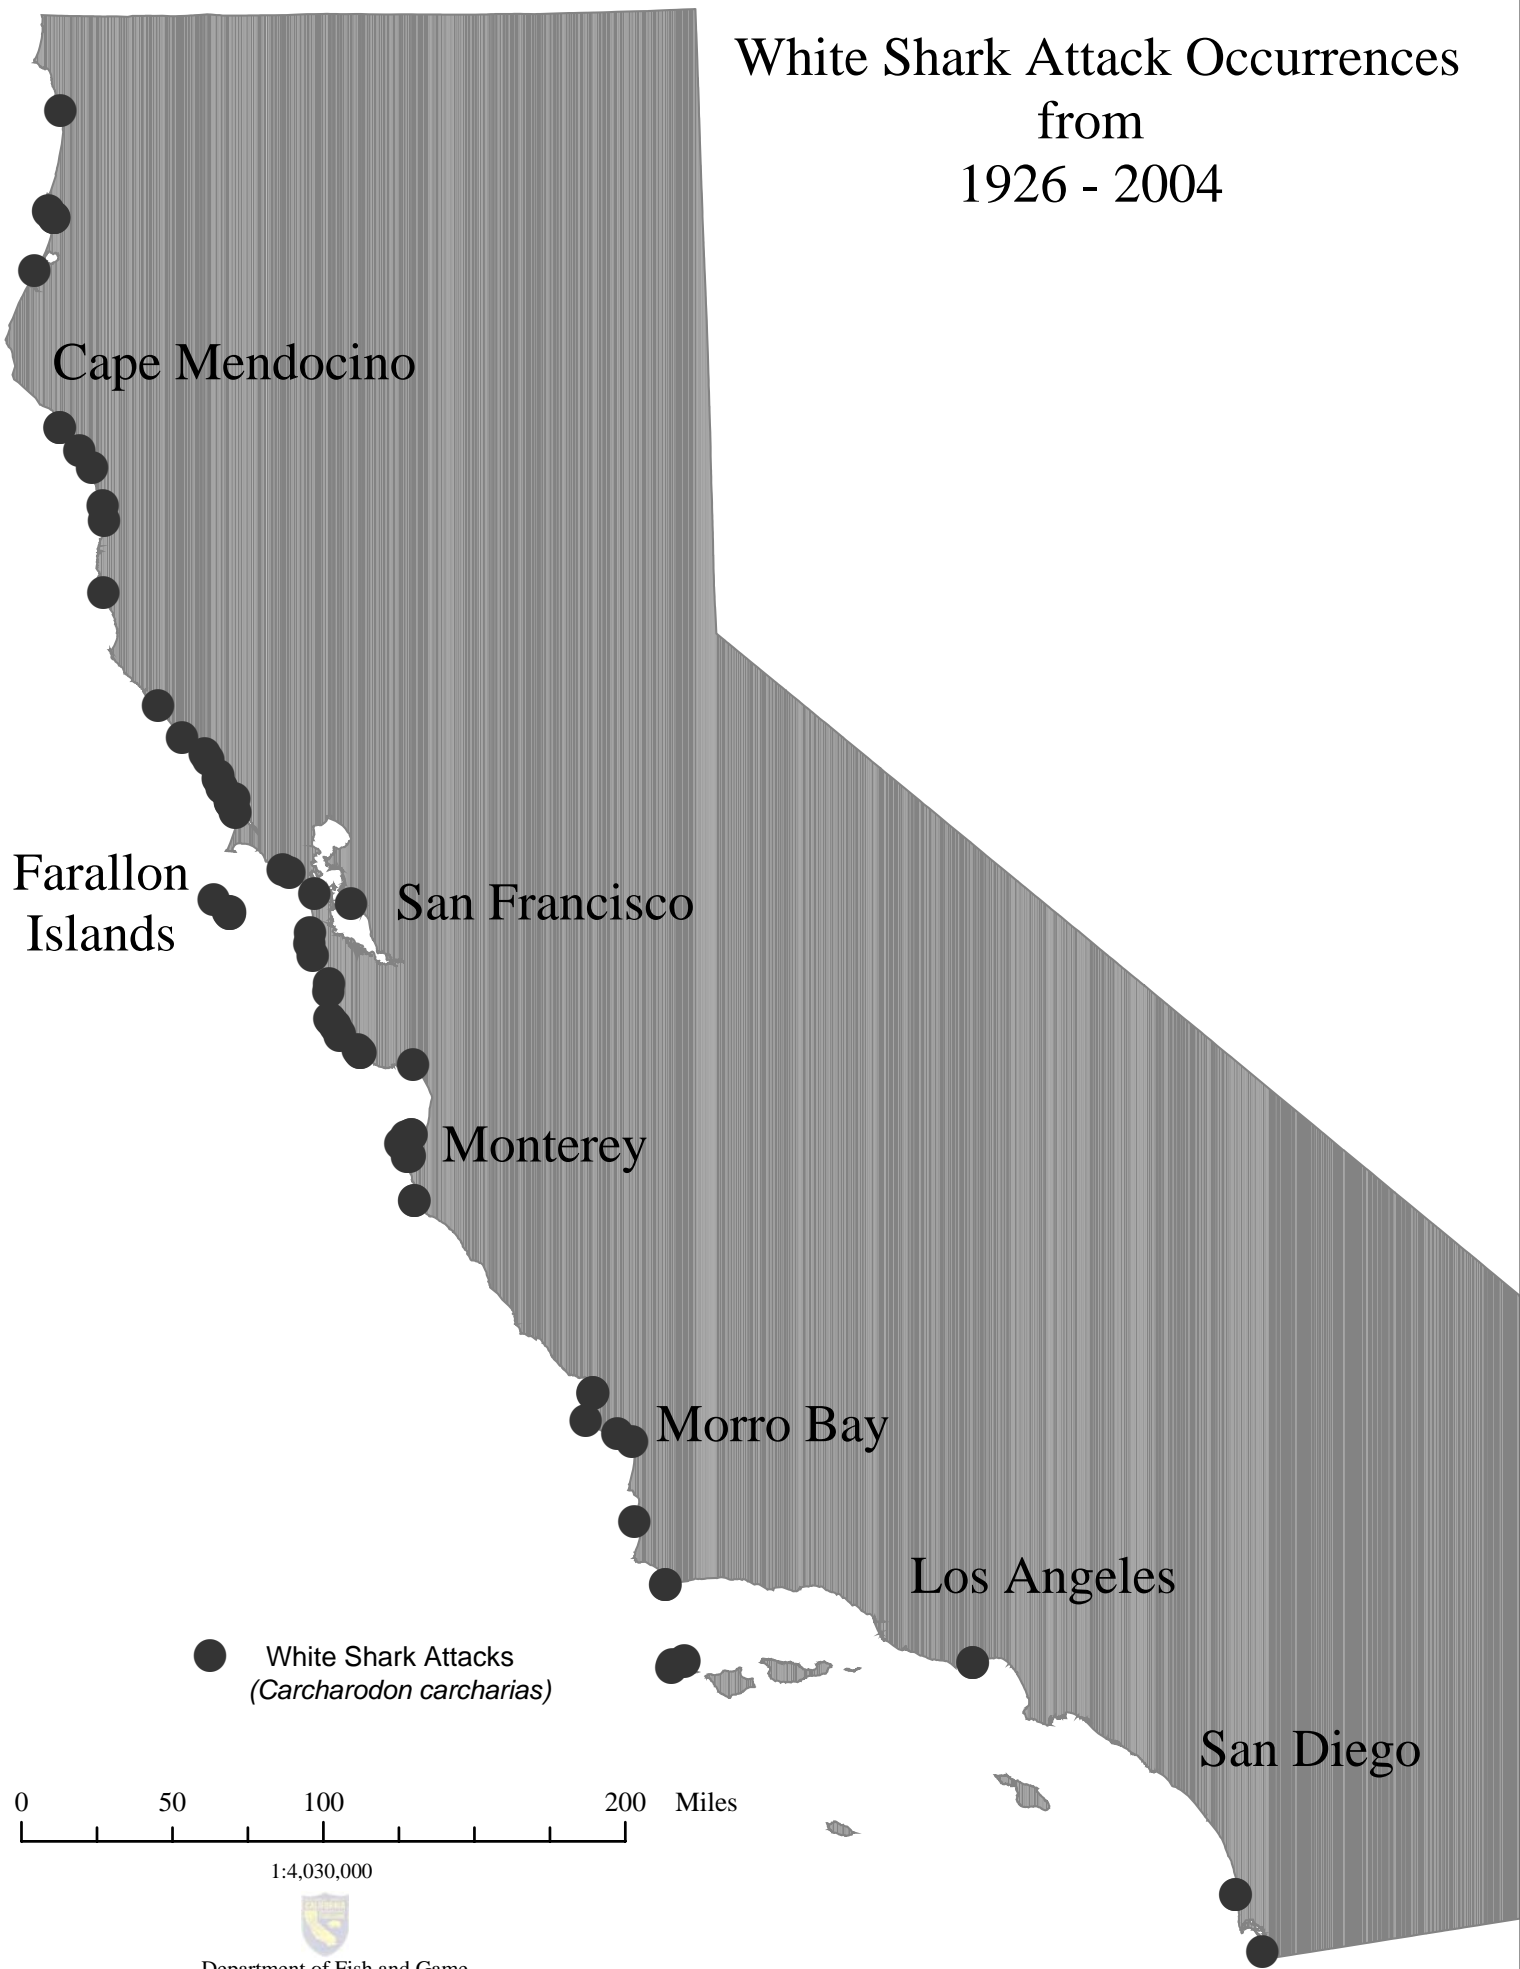 White Shark Attack Occurrences
from
1926 - 2004
Cape Mendocino
Farallon
Islands
San Francisco
Monterey
Morro Bay
Los Angeles
San Diego
White Shark Attacks
(Carcharodon carcharias)
0 50 100 200 Miles
1:4,030,000
Department of Fish and Game